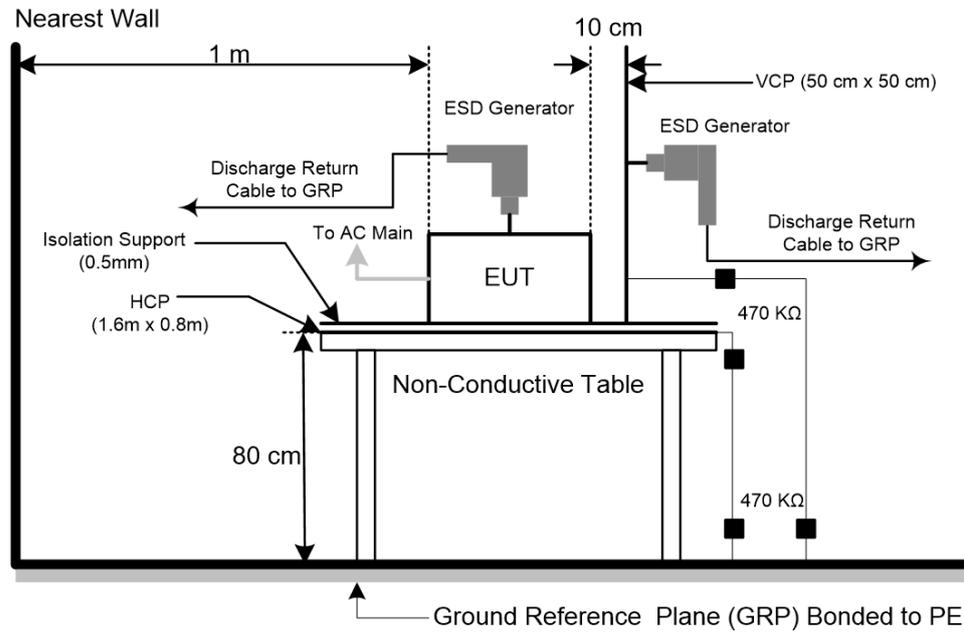 Nearest Wall
1 m
10 cm
VCP (50 cm x 50 cm)
ESD Generator
ESD Generator
Discharge Return
Cable to GRP
Discharge Return
Cable to GRP
To AC Main
Isolation Support
(0.5mm)
EUT
HCP
(1.6m x 0.8m)
470 KΩ
Non-Conductive Table
80 cm
470 KΩ
Ground Reference Plane (GRP) Bonded to PE